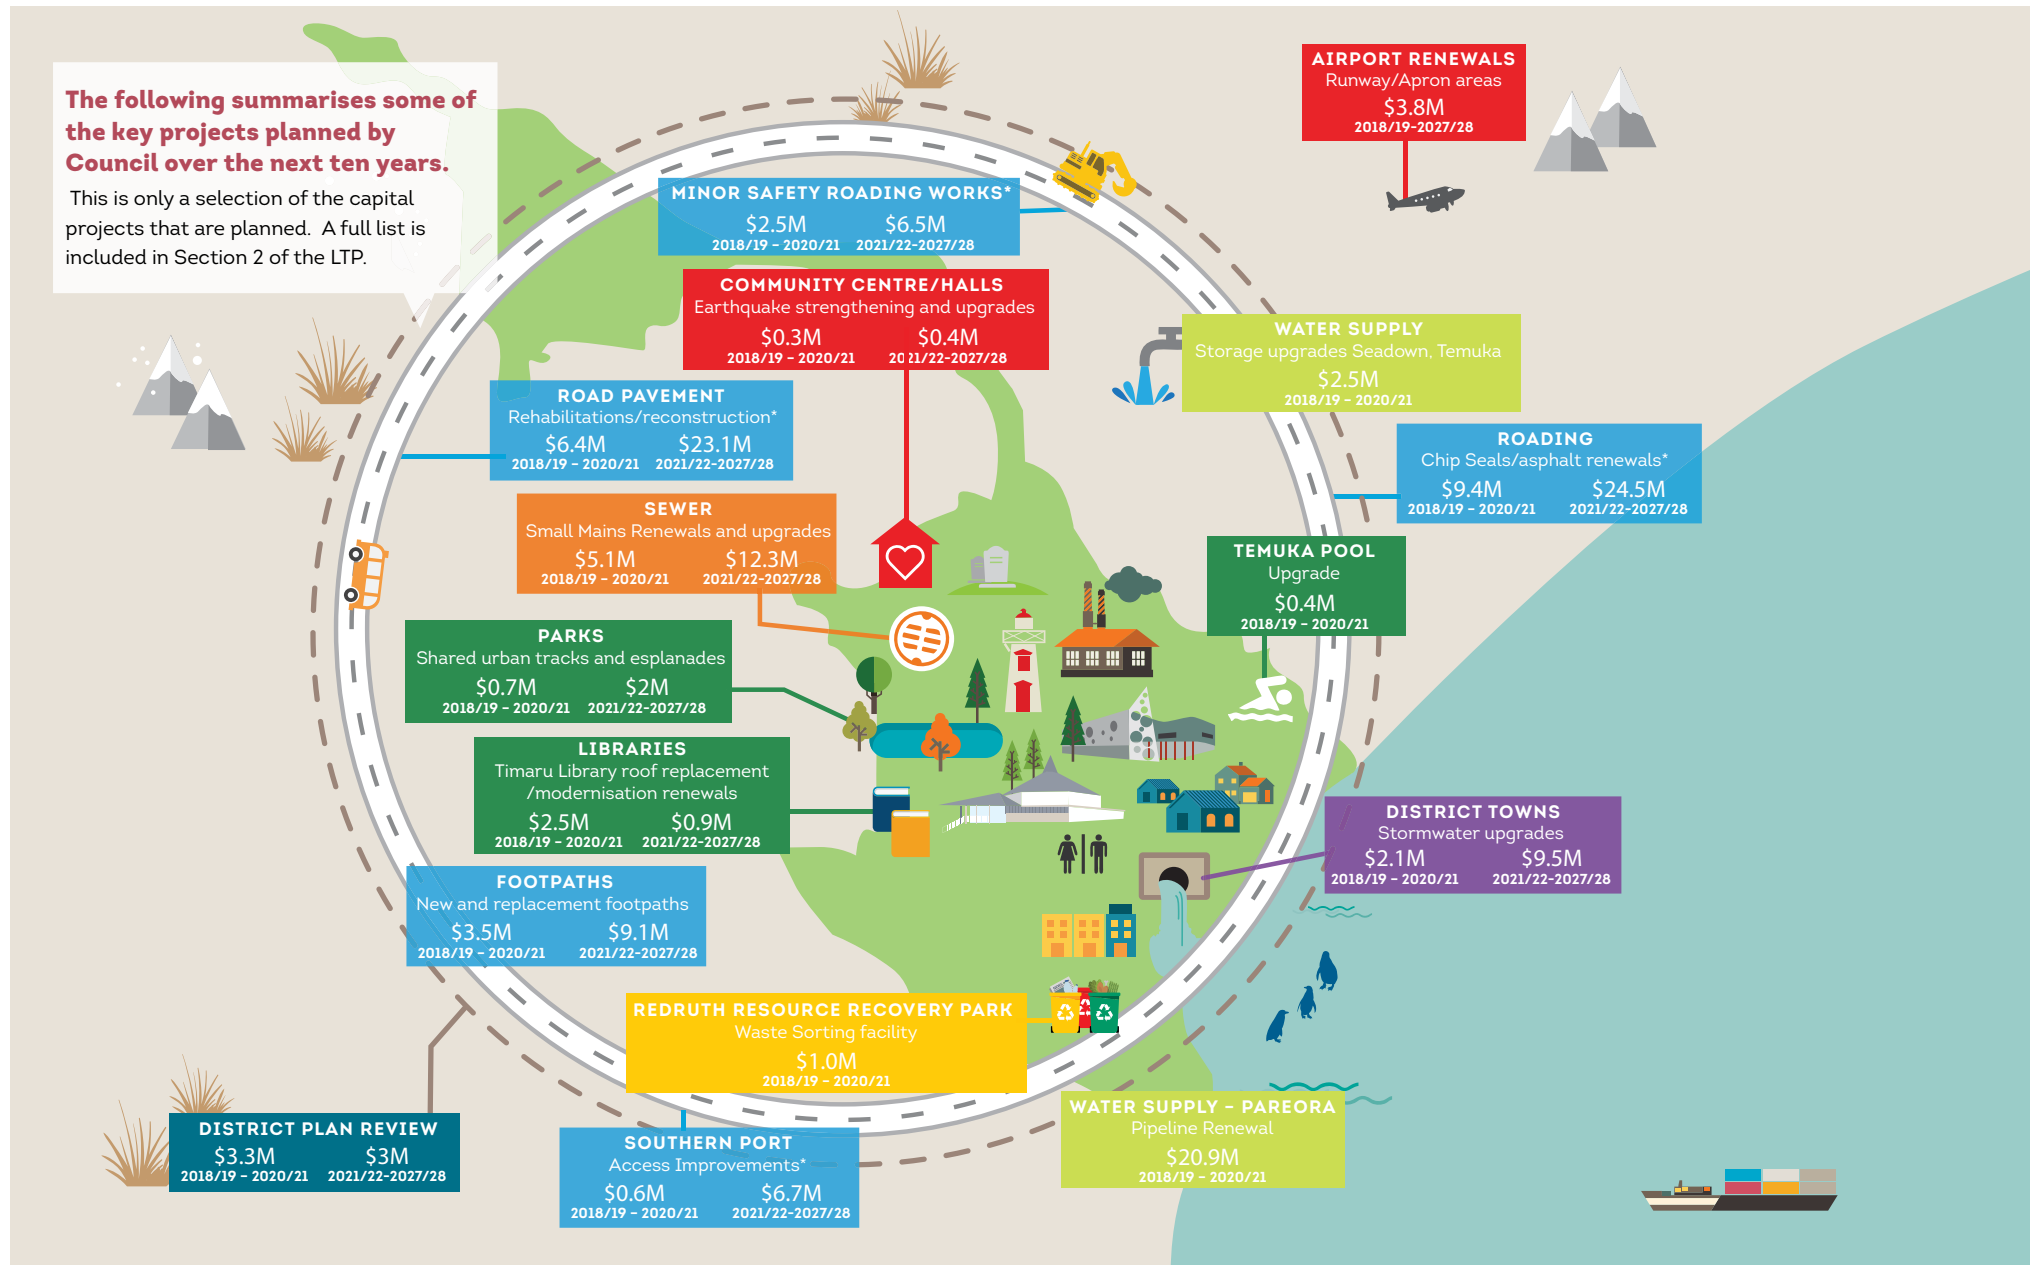 The following summarises some of
the key projects planned by
Council over the next ten years.
This is only a selection of the capital
projects that are planned.  A full list is
included in Section 2 of the LTP.
AIRPORT RENEWALS
Runway/Apron areas
$3.8M
2018/19-2027/28
MINOR SAFETY ROADING WORKS*
$2.5M $6.5M
2018/19 – 2020/21 2021/22-2027/28
COMMUNITY CENTRE/HALLS
Earthquake strengthening and upgrades
$0.3M $0.4M
2018/19 – 2020/21 2021/22-2027/28
WATER SUPPLY
Storage upgrades Seadown, Temuka
$2.5M
2018/19 – 2020/21
ROAD PAVEMENT
Rehabilitations/reconstruction*
$6.4M $23.1M
2018/19 – 2020/21 2021/22-2027/28
ROADING
Chip Seals/asphalt renewals*
$9.4M $24.5M
2018/19 – 2020/21 2021/22-2027/28
SEWER
Small Mains Renewals and upgrades
$5.1M $12.3M
2018/19 – 2020/21 2021/22-2027/28
TEMUKA POOL
Upgrade
$0.4M
2018/19 – 2020/21
PARKS
Shared urban tracks and esplanades
$0.7M $2M
2018/19 – 2020/21 2021/22-2027/28
LIBRARIES
Timaru Library roof replacement
/modernisation renewals
$2.5M $0.9M
2018/19 – 2020/21 2021/22-2027/28
DISTRICT TOWNS
Stormwater upgrades
$2.1M $9.5M
2018/19 – 2020/21 2021/22-2027/28
FOOTPATHS
New and replacement footpaths
$3.5M $9.1M
2018/19 – 2020/21 2021/22-2027/28
REDRUTH RESOURCE RECOVERY PARK
Waste Sorting facility
$1.0M
2018/19 – 2020/21
WATER SUPPLY – PAREORA
Pipeline Renewal
$20.9M
2018/19 – 2020/21
DISTRICT PLAN REVIEW
$3.3M $3M
2018/19 – 2020/21 2021/22-2027/28
SOUTHERN PORT
Access Improvements*
$0.6M $6.7M
2018/19 – 2020/21 2021/22-2027/28